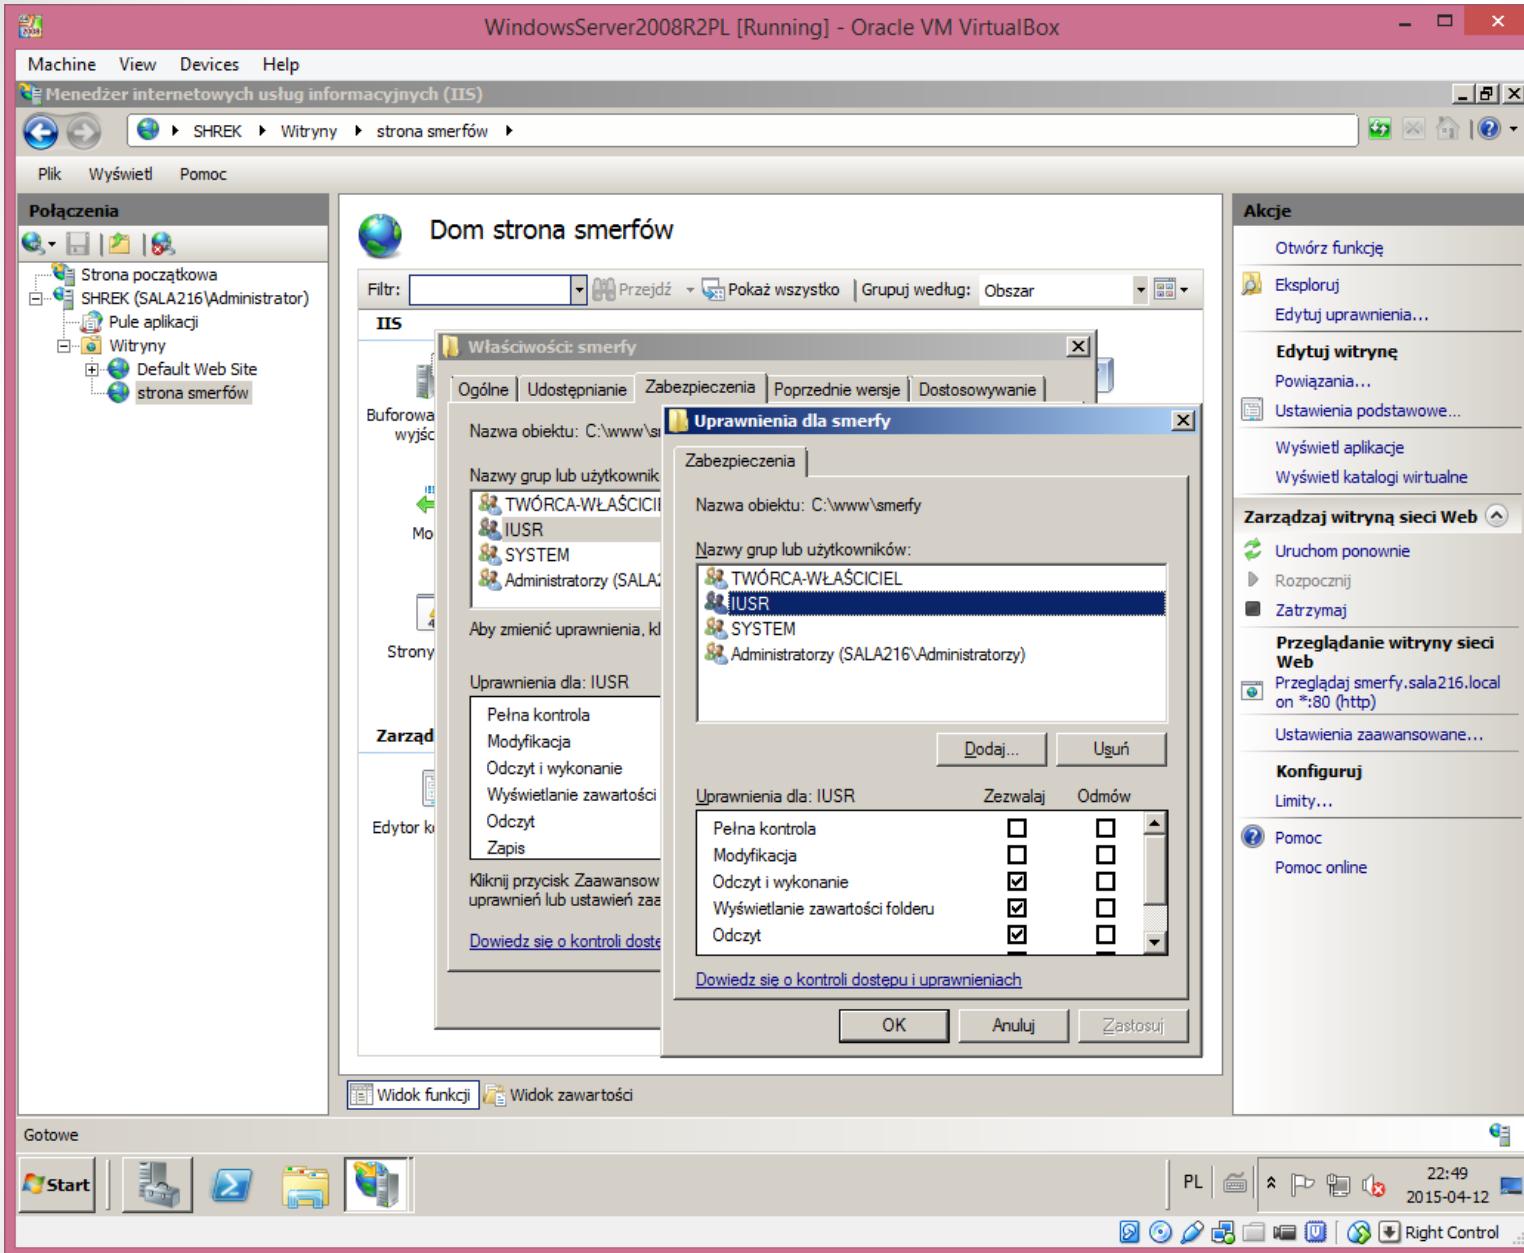 WindowsServer2008R2PL [Running] - Oracle VM VirtualBox
Machine View Devices Help
Menedżer internetowych usług informacyjnych (IIS)
SHREK Witryny strona smerfów
Plik Wyświetl Pomoc
Połączenia
Strona początkowa
SHREK (SALA216\Administrator)
Pule aplikacji
Witryny
Default Web Site
strona smerfów
Dom strona smerfów
Filtr: Przejdź Pokaż wszystko Grupuj według: Obszar
IIS
Buforowa
wyjśc
Mo
Strony
Zarząd
Edytor k
Właściwości: smerfy
Ogólne Udostępnianie Zabezpieczenia Poprzednie wersje Dostosowywanie
Nazwa obiektu: C:\www\s
Nazwy grup lub użytkownik
TWÓRCA-WŁAŚCICI
IUSR
SYSTEM
Administratorzy (SALA2
Aby zmienić uprawnienia, kl
Uprawnienia dla: IUSR
Pełna kontrola
Modyfikacja
Odczyt i wykonanie
Wyświetlanie zawartości
Odczyt
Zapis
Kliknij przycisk Zaawansow
uprawnień lub ustawień zaa
Dowiedz się o kontroli dostę
Uprawnienia dla smerfy
Zabezpieczenia
Nazwa obiektu: C:\www\smerfy
Nazwy grup lub użytkowników:
TWÓRCA-WŁAŚCICIEL
IUSR
SYSTEM
Administratorzy (SALA216\Administratorzy)
Dodaj... Usuń
Uprawnienia dla: IUSR Zezwalaj Odmów
Pełna kontrola
Modyfikacja
Odczyt i wykonanie
Wyświetlanie zawartości folderu
Odczyt
Dowiedz się o kontroli dostępu i uprawnieniach
OK Anuluj Zastosuj
Widok funkcji Widok zawartości
Akcje
Otwórz funkcję
Eksploruj
Edytuj uprawnienia...
Edytuj witrynę
Powiązania...
Ustawienia podstawowe...
Wyświetl aplikacje
Wyświetl katalogi wirtualne
Zarządzaj witryną sieci Web
Uruchom ponownie
Rozpocznij
Zatrzymaj
Przeglądanie witryny sieci
Web
Przeglądaj smerfy.sala216.local
on *:80 (http)
Ustawienia zaawansowane...
Konfiguruj
Limity...
Pomoc
Pomoc online
Gotowe
Start
PL
22:49
2015-04-12
Right Control